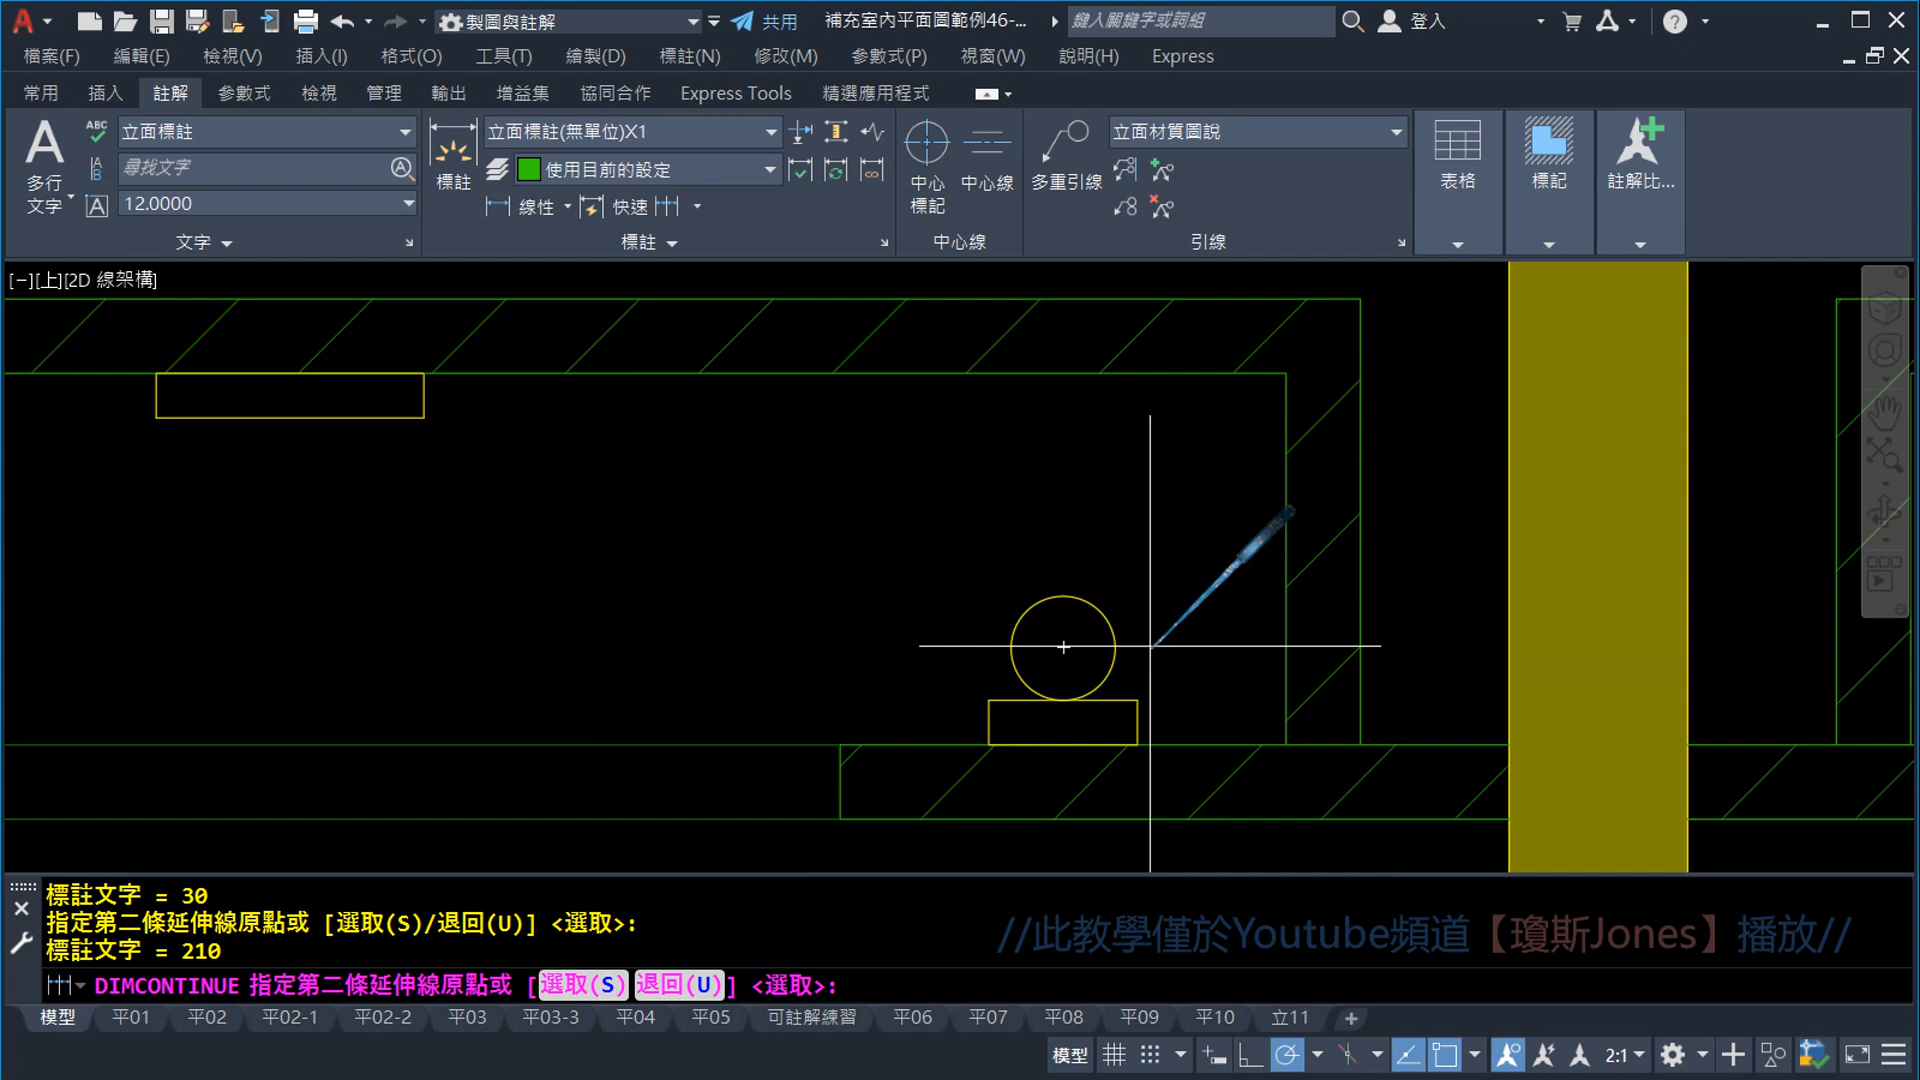 製圖與註解
共用
補充室內平面圖範例46-...
鍵入關鍵字或詞組
登入
檔案(F) 編輯(E) 檢視(V) 插入(I) 格式(O) 工具(T) 繪製(D) 標註(N) 修改(M) 參數式(P) 視窗(W) 說明(H) Express
常用 插入 註解 參數式 檢視 管理 輸出 增益集 協同合作 Express Tools 精選應用程式
多行
文字
ABC
立面標註
尋找文字
12.0000
文字
標註
立面標註(無單位)X1
使用目前的設定
線性 快速
標註
中心
標記
中心線
中心線
多重引線
立面材質圖說
引線
表格
標記
註解比...
[−][上][2D 線架構]
標註文字 = 30
指定第二條延伸線原點或 [選取(S)/退回(U)] <選取>:
標註文字 = 210
//此教學僅於Youtube頻道【瓊斯Jones】播放//
DIMCONTINUE 指定第二條延伸線原點或 [選取(S) 退回(U)] <選取>:
模型 平01 平02 平02-1 平02-2 平03 平03-3 平04 平05 可註解練習 平06 平07 平08 平09 平10 立11 +
模型 2:1